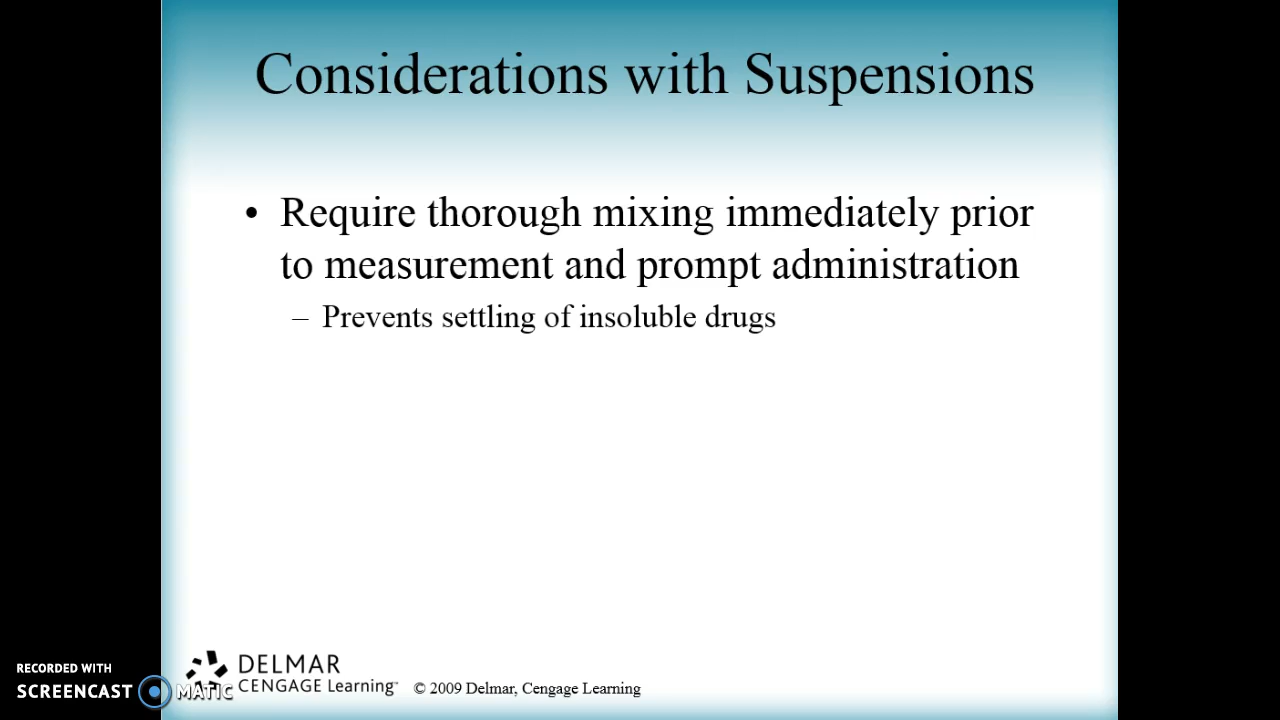 Considerations with Suspensions
• Require thorough mixing immediately prior
to measurement and prompt administration
– Prevents settling of insoluble drugs
DELMAR
CENGAGE Learning™
© 2009 Delmar, Cengage Learning
RECORDED WITH
SCREENCAST MATIC